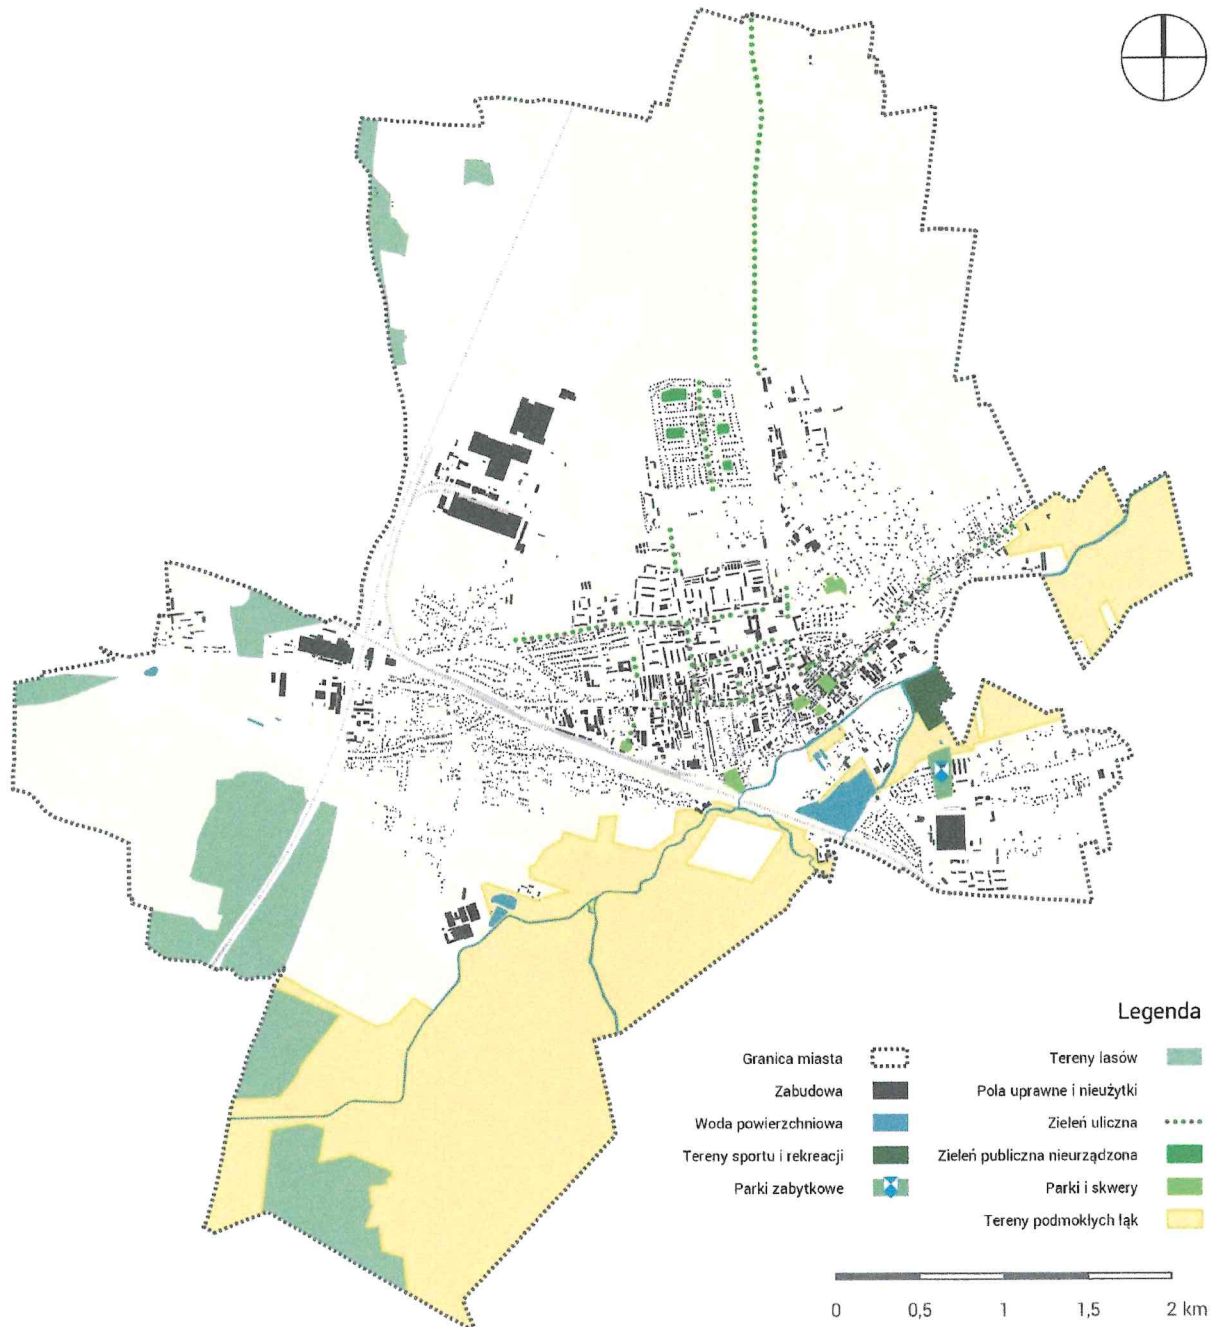 Legenda
Granica miasta
Zabudowa
Woda powierzchniowa
Tereny sportu i rekreacji
Parki zabytkowe
Tereny lasów
Pola uprawne i nieużytki
Zieleń uliczna
Zieleń publiczna nieurządzona
Parki i skwery
Tereny podmokłych łąk
0 0,5 1 1,5 2 km